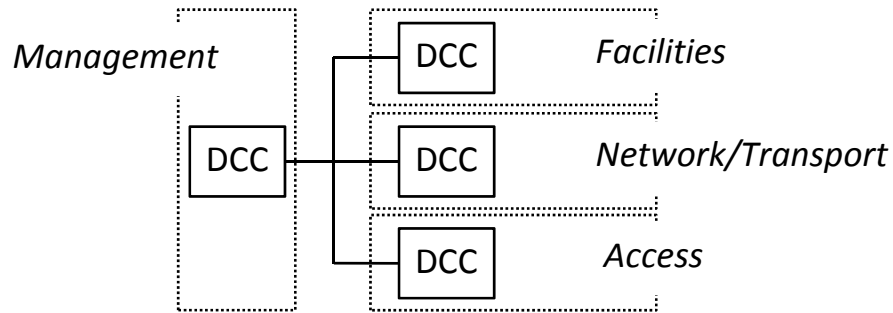 Management
DCC
Facilities
DCC
DCC
Network/Transport
DCC
Access